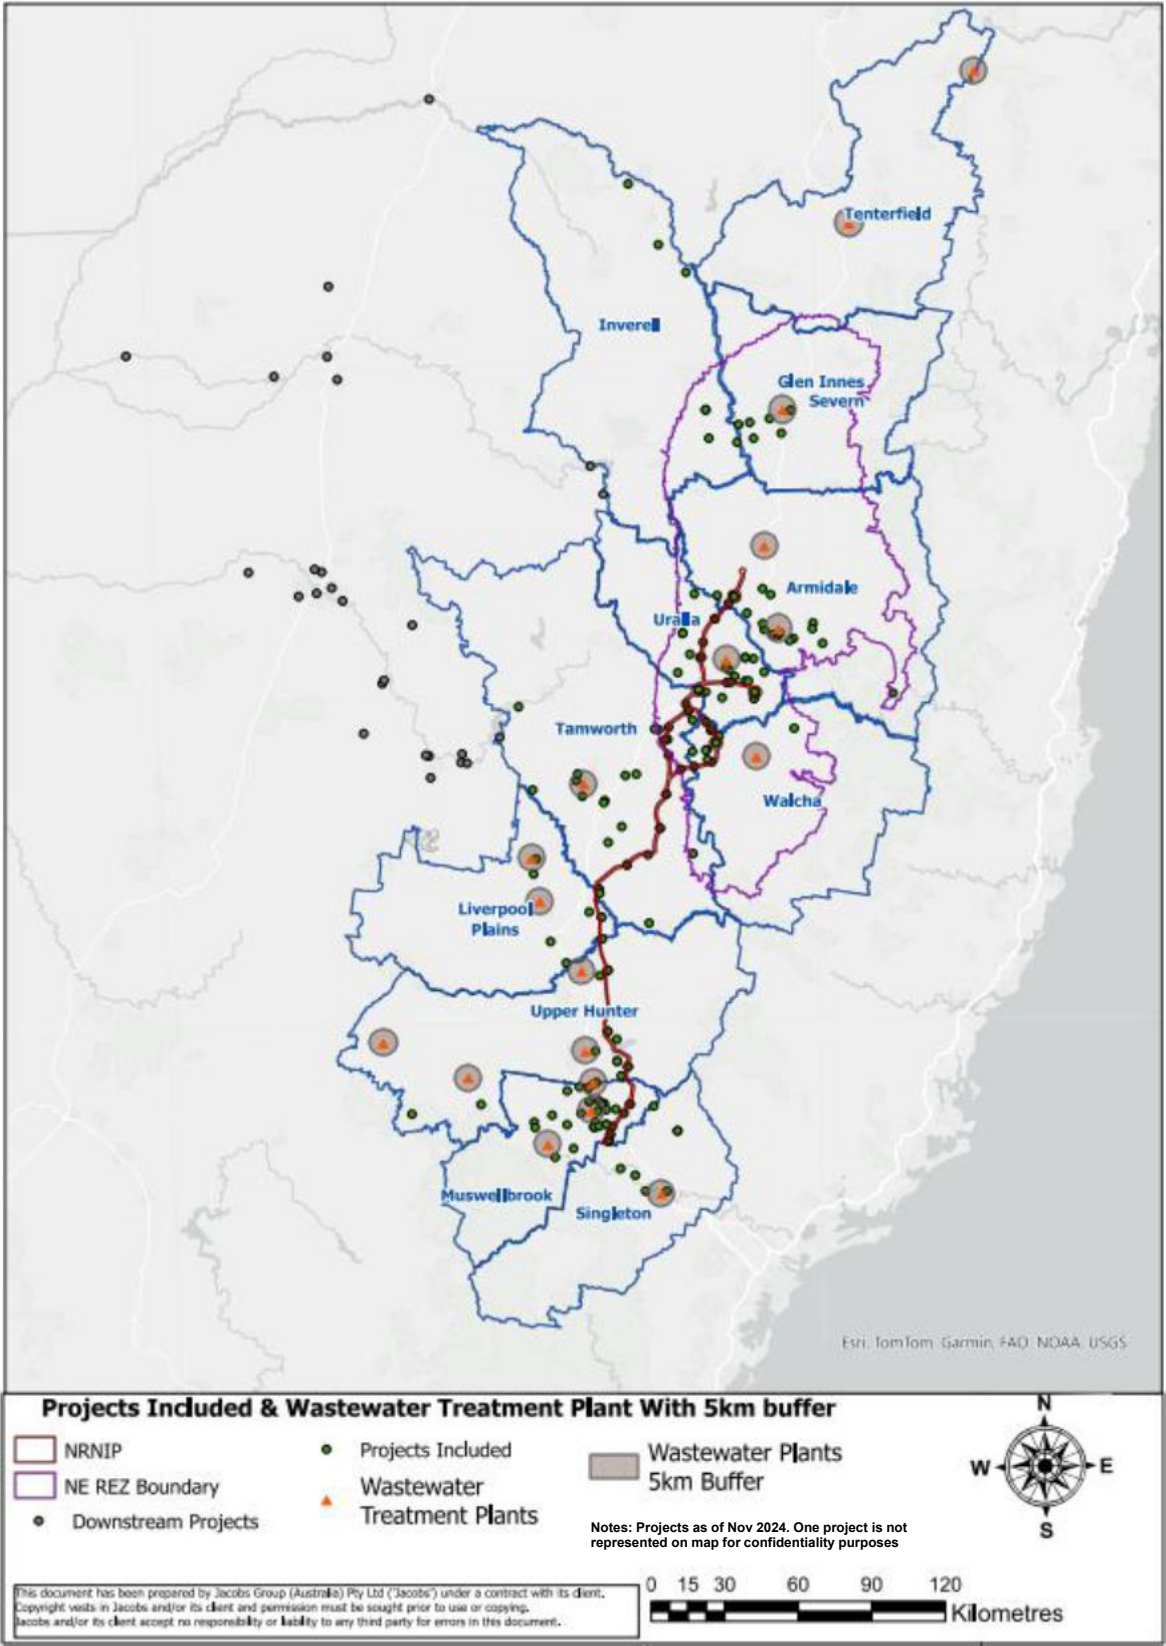 Tenterfield
Inverell
Glen Innes
Severn
Armidale
Uralla
Tamworth
Walcha
Liverpool
Plains
Upper Hunter
Muswellbrook
Singleton
Esri, TomTom, Garmin, FAO, NOAA, USGS
Projects Included & Wastewater Treatment Plant With 5km buffer
NRNIP
NE REZ Boundary
Downstream Projects
Projects Included
Wastewater
Treatment Plants
Wastewater Plants
5km Buffer
Notes: Projects as of Nov 2024. One project is not
represented on map for confidentiality purposes
N
W
E
S
This document has been prepared by Jacobs Group (Australia) Pty Ltd ('Jacobs') under a contract with its client.
Copyright vests in Jacobs and/or its client and permission must be sought prior to use or copying.
Jacobs and/or its client accept no responsibility or liability to any third party for errors in this document.
0 15 30 60 90 120
Kilometres